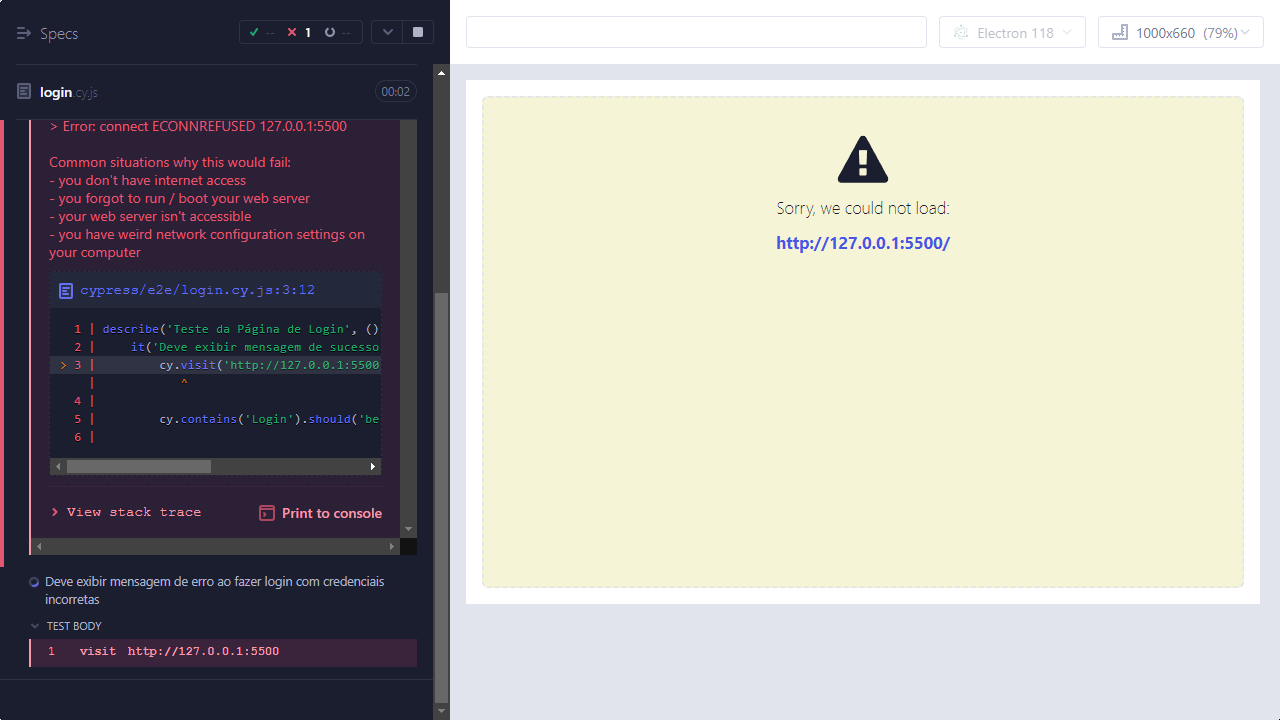 Specs
-- 1 --
Electron 118
1000x660 (79%)
login.cy.js
00:02
> Error: connect ECONNREFUSED 127.0.0.1:5500
Common situations why this would fail:
- you don't have internet access
- you forgot to run / boot your web server
- your web server isn't accessible
- you have weird network configuration settings on
your computer
cypress/e2e/login.cy.js:3:12
1 | describe('Teste da Página de Login', ()
2 | it('Deve exibir mensagem de sucesso
> 3 | cy.visit('http://127.0.0.1:5500
| ^
4 |
5 | cy.contains('Login').should('be
6 |
View stack trace
Print to console
Deve exibir mensagem de erro ao fazer login com credenciais
incorretas
TEST BODY
1 visit http://127.0.0.1:5500
Sorry, we could not load:
http://127.0.0.1:5500/